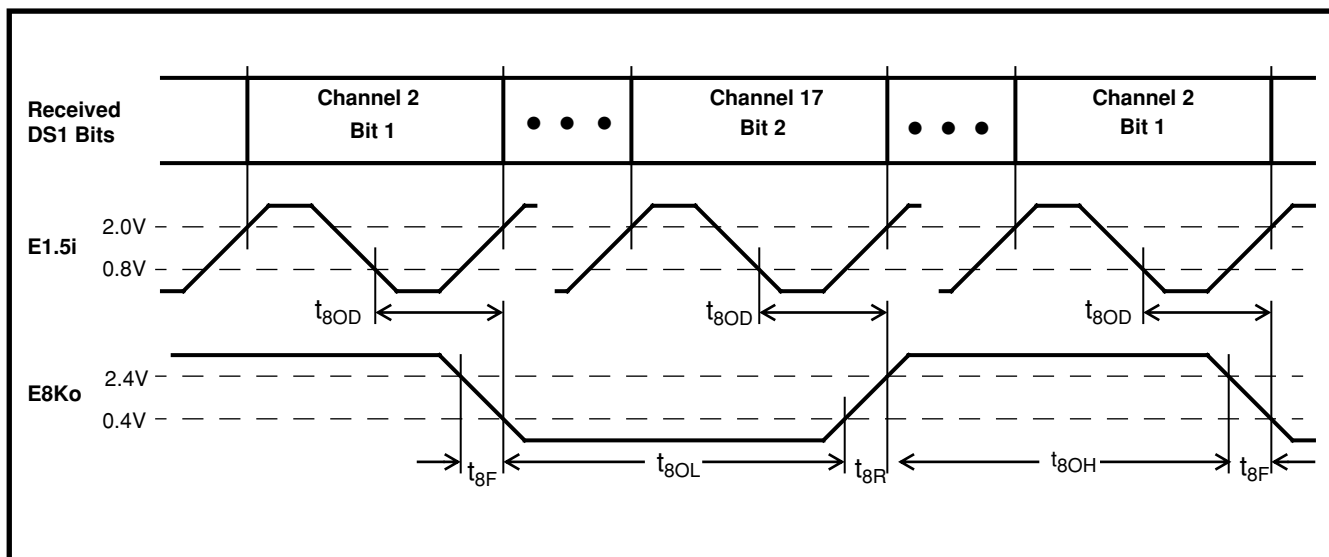 Received
DS1 Bits
Channel 2
Bit 1
• • •
Channel 17
Bit 2
• • •
Channel 2
Bit 1
E1.5i
2.0V
0.8V
t8OD
t8OD
t8OD
E8Ko
2.4V
0.4V
t8F
t8OL
t8R
t8OH
t8F